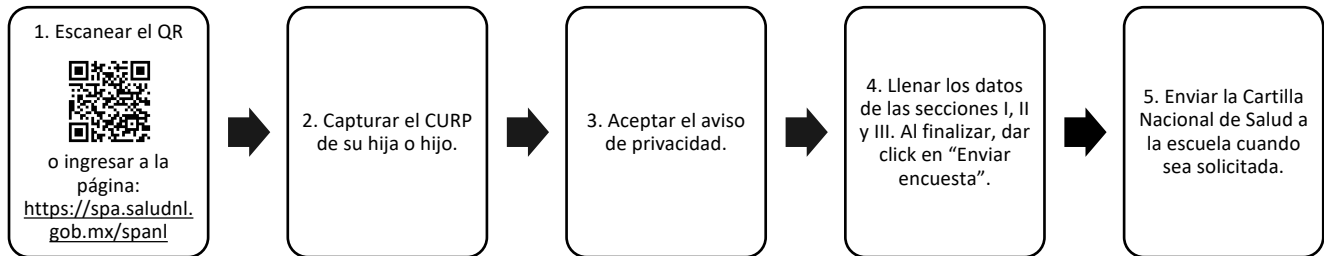 1. Escanear el QR
o ingresar a la
página:
https://spa.saludnl.
gob.mx/spanl
2. Capturar el CURP
de su hija o hijo.
3. Aceptar el aviso
de privacidad.
4. Llenar los datos
de las secciones I, II
y III. Al finalizar, dar
click en “Enviar
encuesta”.
5. Enviar la Cartilla
Nacional de Salud a
la escuela cuando
sea solicitada.